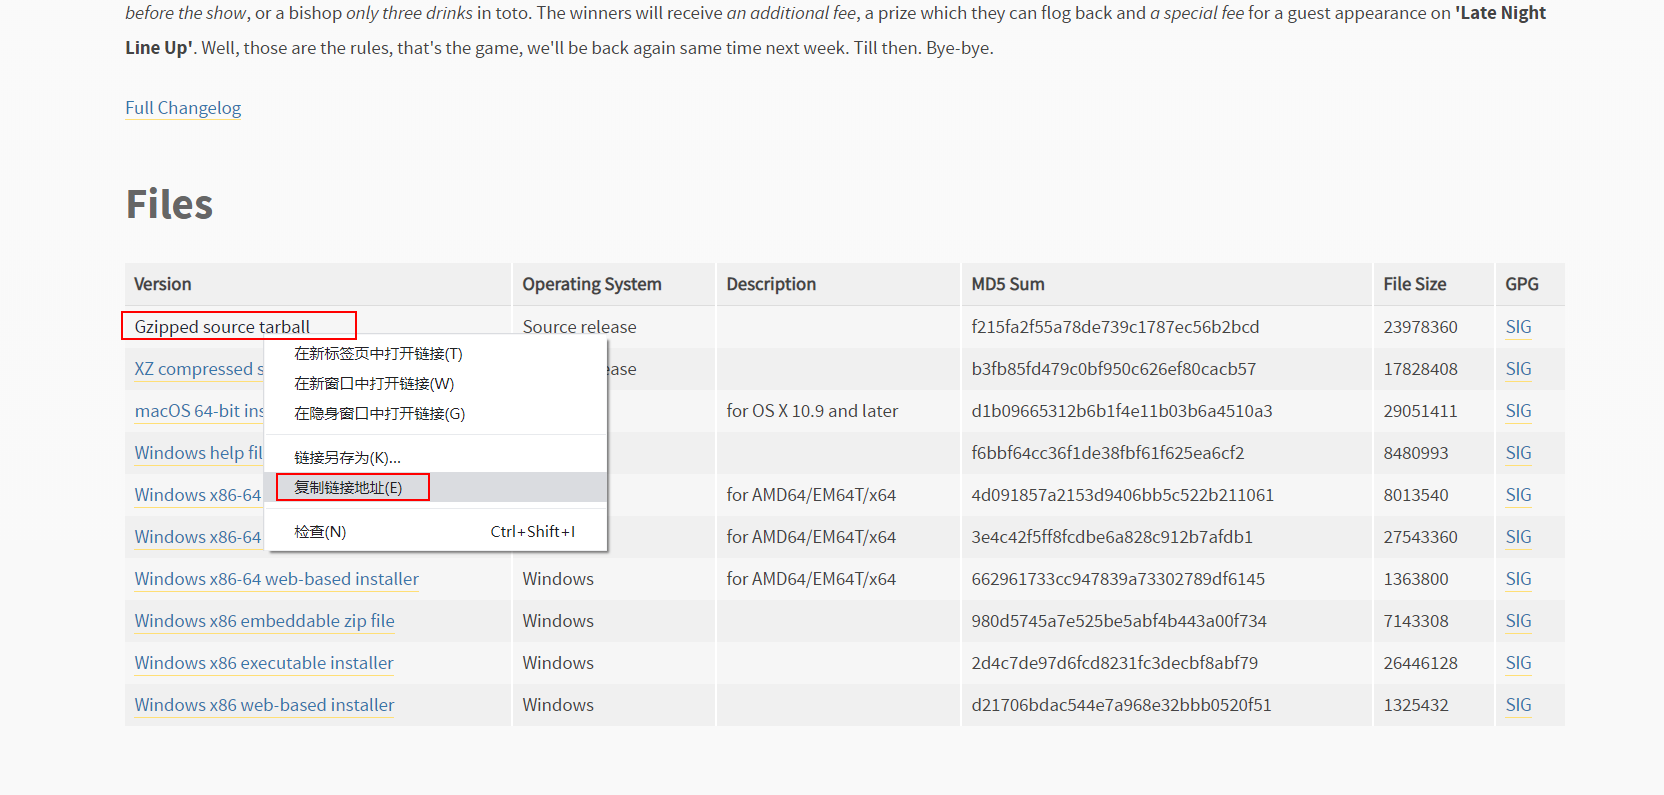 before the show, or a bishop only three drinks in toto. The winners will receive an additional fee, a prize which they can flog back and a special fee for a guest appearance on 'Late Night
Line Up'. Well, those are the rules, that's the game, we'll be back again same time next week. Till then. Bye-bye.
Full Changelog
Files
Version Operating System Description MD5 Sum File Size GPG
Gzipped source tarball Source release f215fa2f55a78de739c1787ec56b2bcd 23978360 SIG
在新标签页中打开链接(T)
XZ compressed s ease b3fb85fd479c0bf950c626ef80cacb57 17828408 SIG
在新窗口中打开链接(W)
macOS 64-bit ins for OS X 10.9 and later d1b09665312b6b1f4e11b03b6a4510a3 29051411 SIG
在隐身窗口中打开链接(G)
Windows help fil f6bbf64cc36f1de38fbf61f625ea6cf2 8480993 SIG
链接另存为(K)...
Windows x86-64 for AMD64/EM64T/x64 4d091857a2153d9406bb5c522b211061 8013540 SIG
复制链接地址(E)
Windows x86-64 for AMD64/EM64T/x64 3e4c42f5ff8fcdbe6a828c912b7afdb1 27543360 SIG
检查(N) Ctrl+Shift+I
Windows x86-64 web-based installer Windows for AMD64/EM64T/x64 662961733cc947839a73302789df6145 1363800 SIG
Windows x86 embeddable zip file Windows 980d5745a7e525be5abf4b443a00f734 7143308 SIG
Windows x86 executable installer Windows 2d4c7de97d6fcd8231fc3decbf8abf79 26446128 SIG
Windows x86 web-based installer Windows d21706bdac544e7a968e32bbb0520f51 1325432 SIG